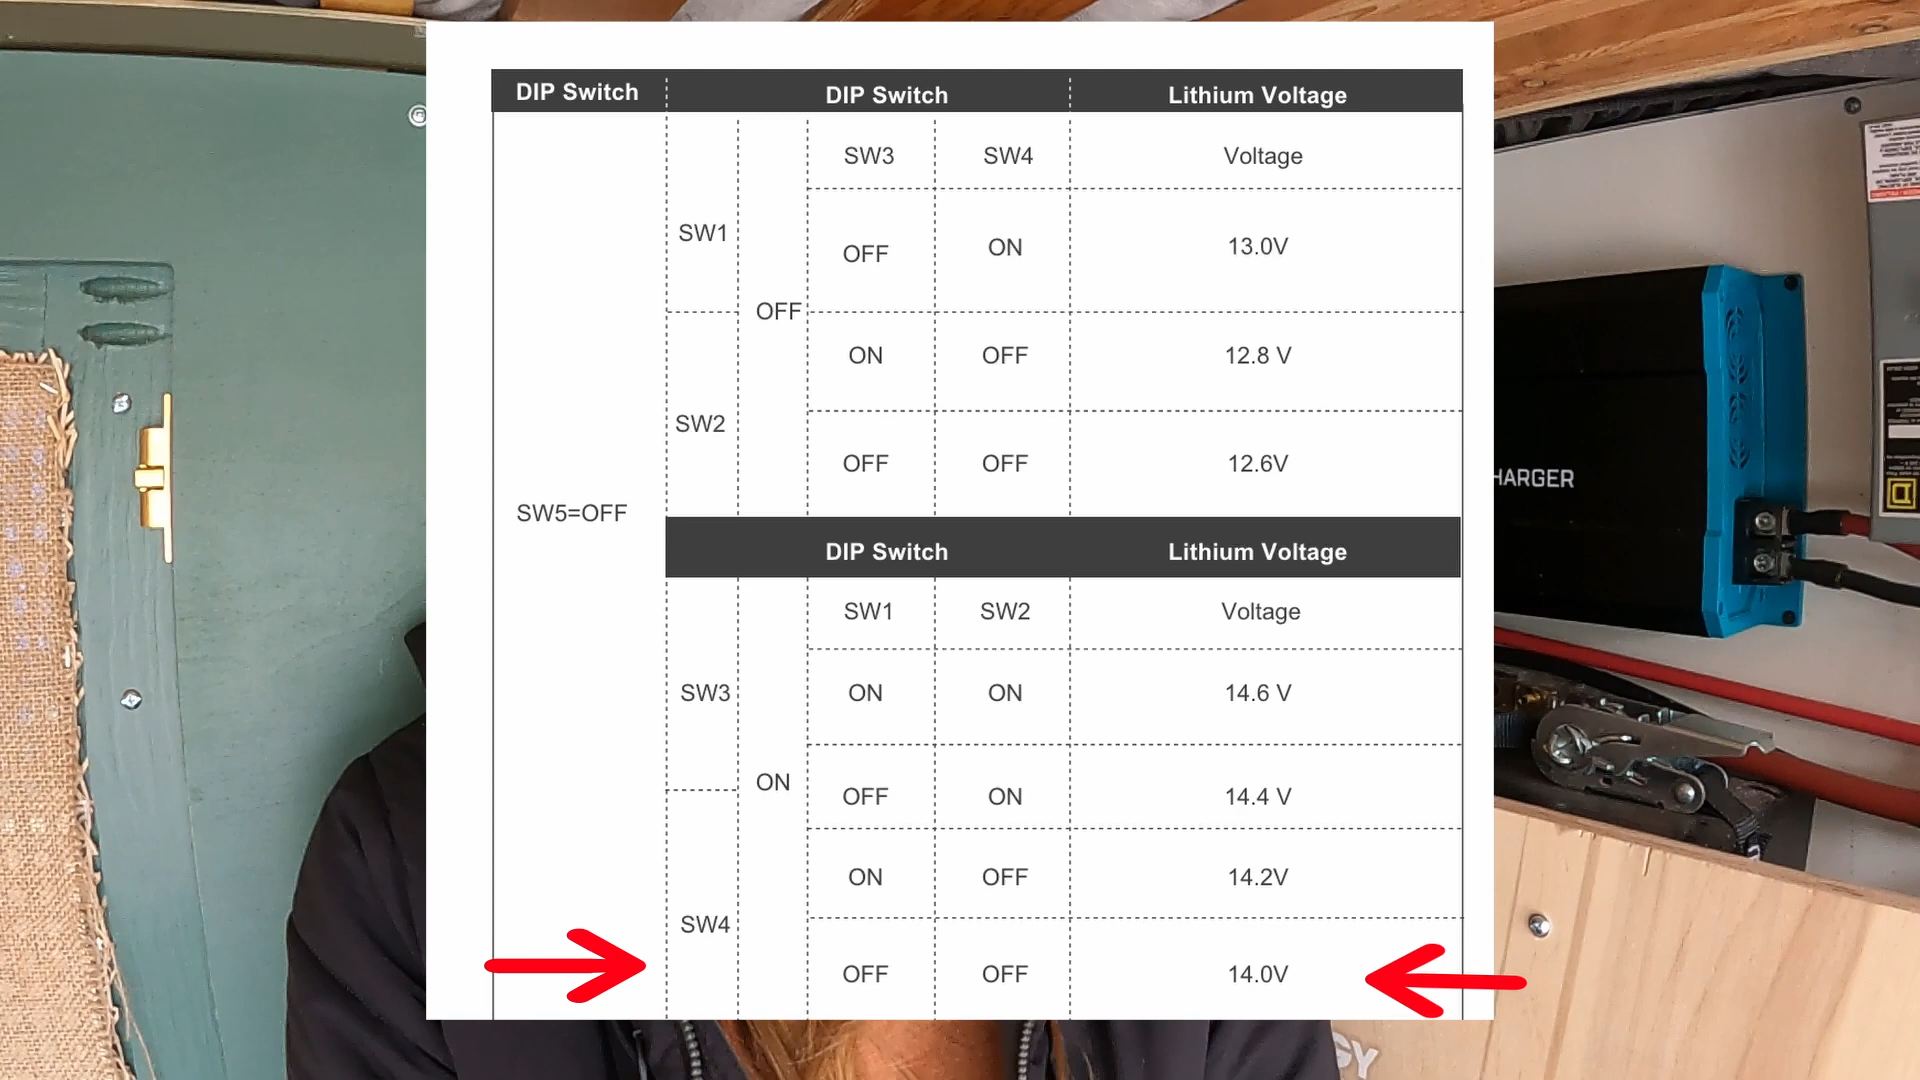 DIP Switch DIP Switch Lithium Voltage
SW3 SW4 Voltage
SW1
OFF ON 13.0V
OFF
ON OFF 12.8 V
SW2
OFF OFF 12.6V
SW5=OFF
DIP Switch Lithium Voltage
SW1 SW2 Voltage
SW3 ON ON 14.6 V
ON
OFF ON 14.4 V
ON OFF 14.2V
SW4
OFF OFF 14.0V
HARGER
GY